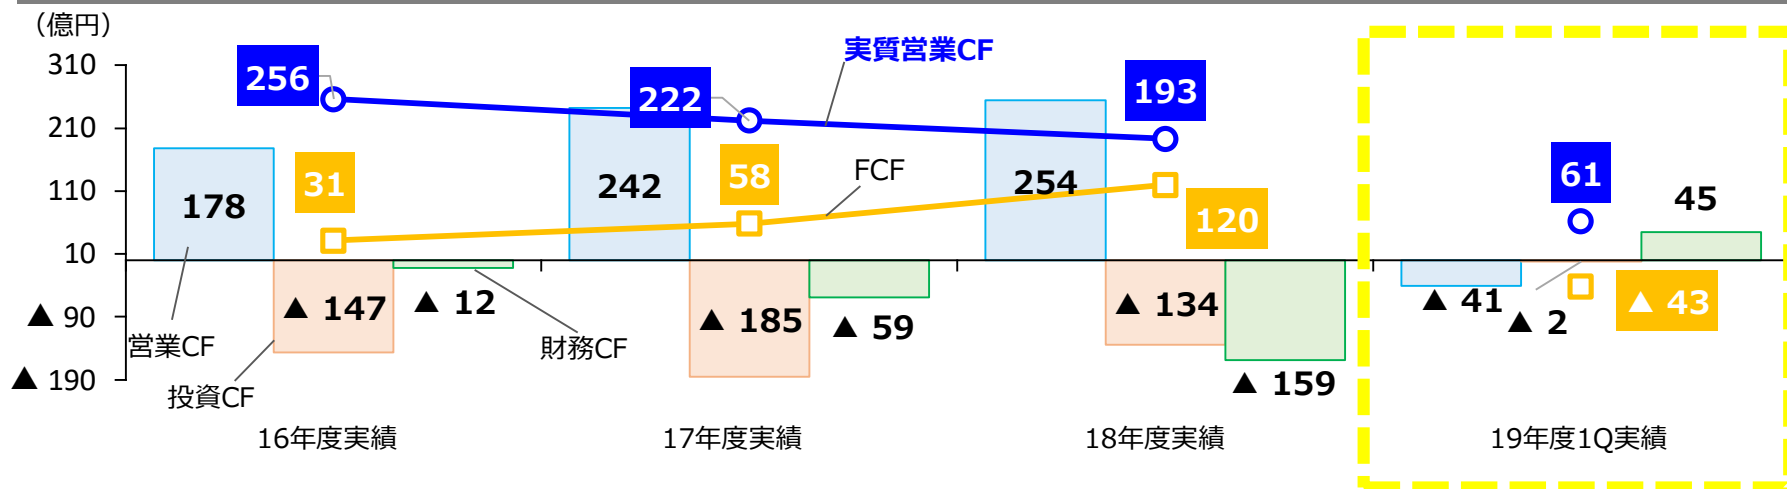 （億円）
310
210
110
10
▲ 90
▲ 190
実質営業CF
256
222
193
61
31
58
FCF
120
▲ 43
178
242
254
45
▲ 147
▲ 12
▲ 185
▲ 59
▲ 134
▲ 159
▲ 41
▲ 2
営業CF
投資CF
財務CF
16年度実績
17年度実績
18年度実績
19年度1Q実績